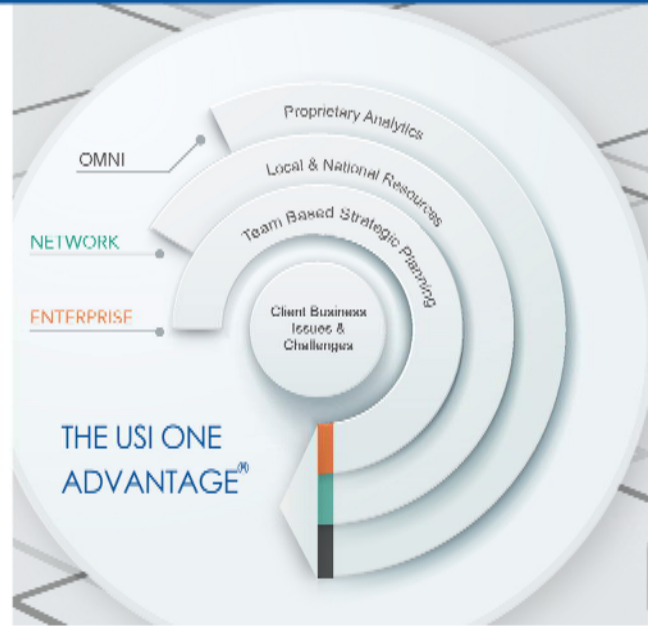 Proprietary Analytics
OMNI
Local & National Resources
Team Based Strategic Planning
NETWORK
ENTERPRISE
Client Business
Issues &
Challenges
THE USI ONE
ADVANTAGE®